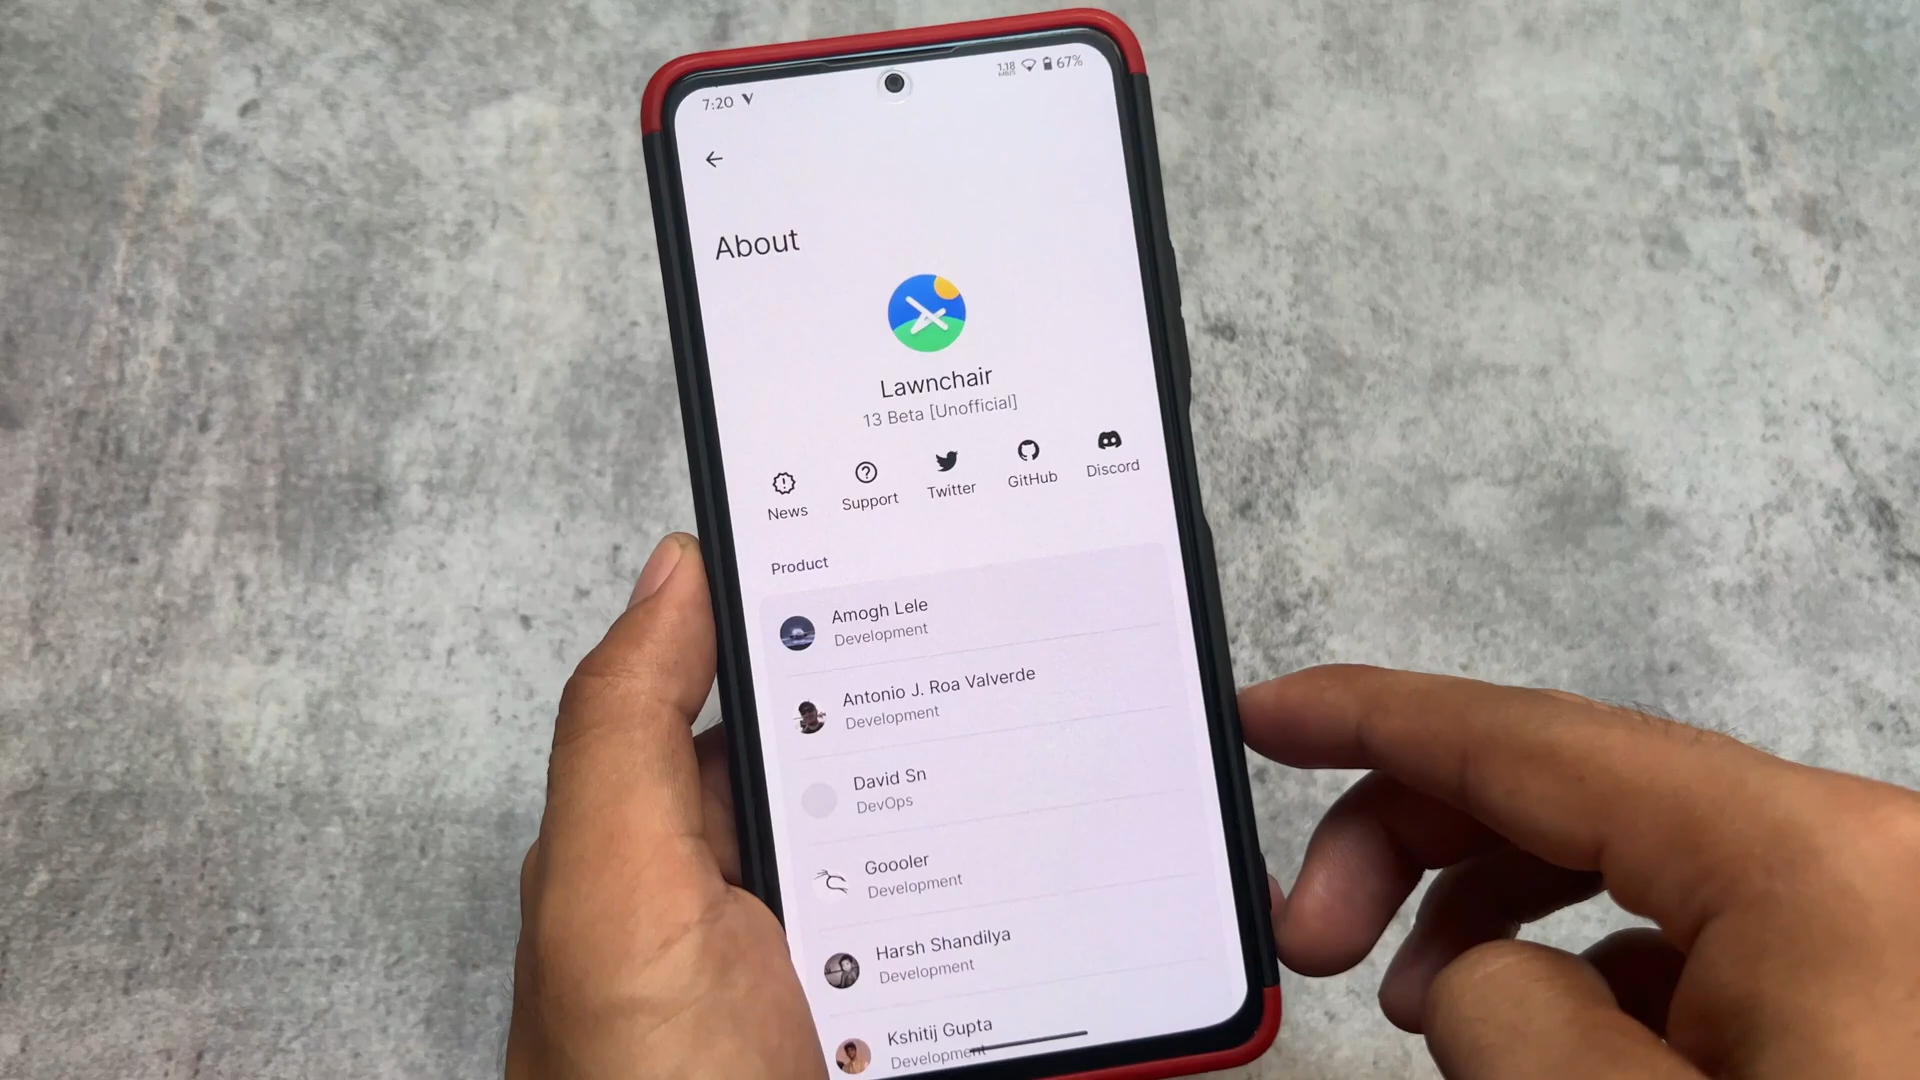 7:20
1.18
MB/S
67%
About
Lawnchair
13 Beta [Unofficial]
News
Support
Twitter
GitHub
Discord
Product
Amogh Lele
Development
Antonio J. Roa Valverde
Development
David Sn
DevOps
Goooler
Development
Harsh Shandilya
Development
Kshitij Gupta
Development